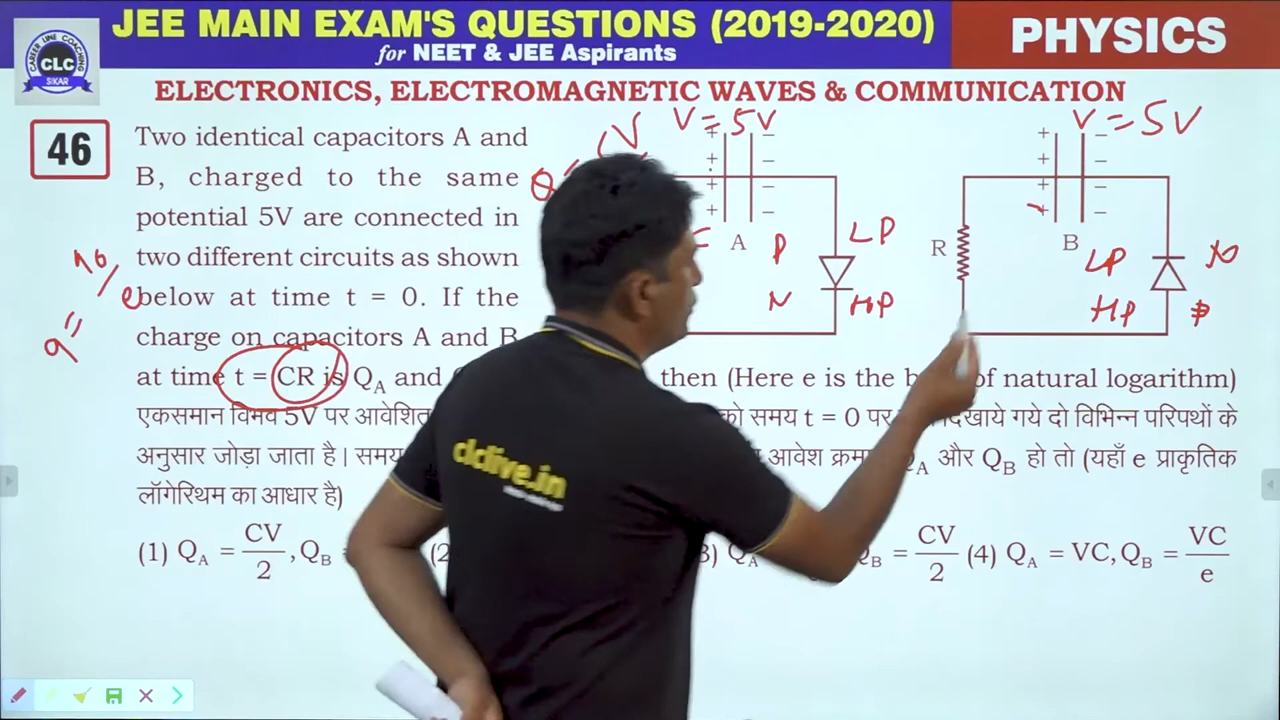 JEE MAIN EXAM'S QUESTIONS (2019-2020)
for NEET & JEE Aspirants
PHYSICS
CAREER LINE COACHING
CLC
SIKAR
ELECTRONICS, ELECTROMAGNETIC WAVES & COMMUNICATION
46
Two identical capacitors A and
B, charged to the same
potential 5V are connected in
two different circuits as shown
below at time t = 0. If the
charge on capacitors A and B
at time t = CR is Q_A and
then (Here e is the of natural logarithm)
एकसमान विभव 5V पर आवेशित को समय t = 0 पर दिखाये गये दो विभिन्न परिपथों के
अनुसार जोड़ा जाता है। समय आवेश Q_A और Q_B हो तो (यहाँ e प्राकृतिक
लॉगेरिथम का आधार है)
(1) Q_A = CV/2, Q_B = CV/2 (4) Q_A = VC, Q_B = VC/e
V = 5V
V = 5V
+ + + +
− − − −
A
P
N
LP
HP
R
+ + + +
− − − −
B
LP
HP
clclive.in